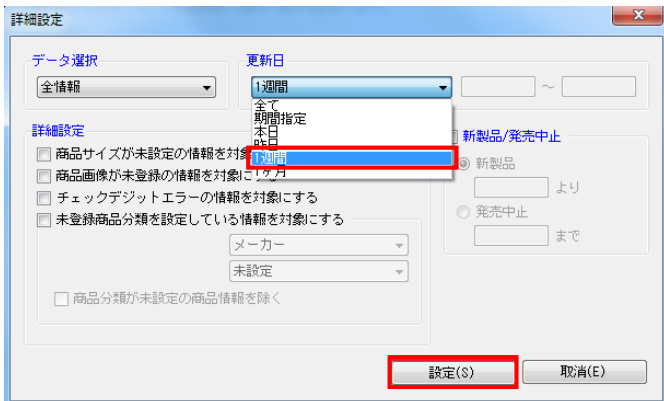 詳細設定
データ選択
更新日
全情報
1週間
～
全て
期間指定
本日
昨日
1週間
1ヶ月
詳細設定
商品サイズが未設定の情報を対
商品画像が未登録の情報を対象にする
チェックデジットエラーの情報を対象にする
未登録商品分類を設定している情報を対象にする
メーカー
未設定
商品分類が未設定の商品情報を除く
新製品/発売中止
新製品
より
発売中止
まで
設定(S)
取消(E)